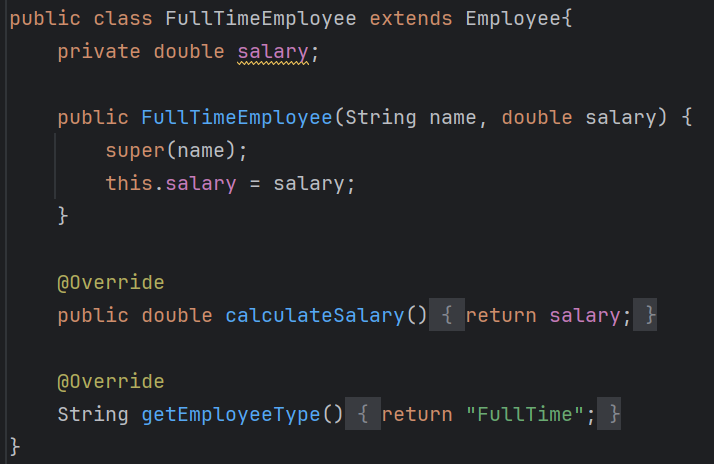 public class FullTimeEmployee extends Employee{
    private double salary;

    public FullTimeEmployee(String name, double salary) {
        super(name);
        this.salary = salary;
    }

    @Override
    public double calculateSalary() { return salary; }

    @Override
    String getEmployeeType() { return "FullTime"; }
}